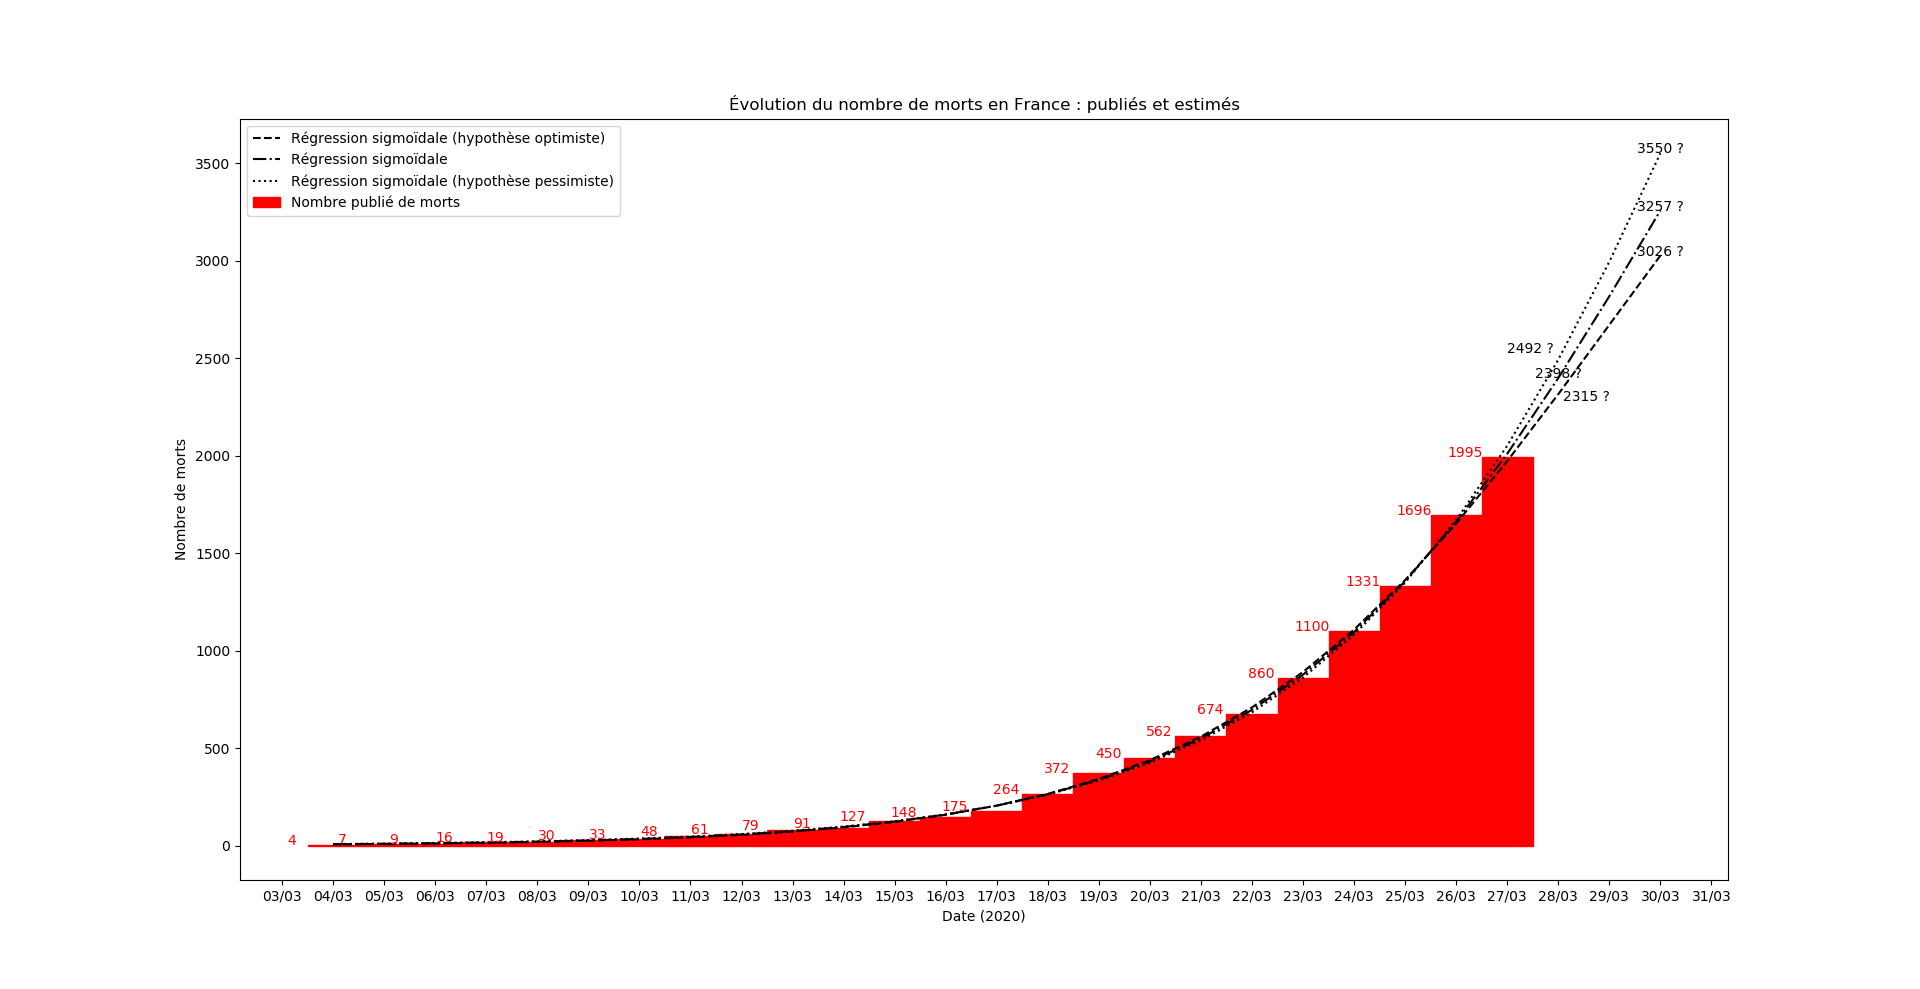 Évolution du nombre de morts en France : publiés et estimés
Régression sigmoïdale (hypothèse optimiste)
Régression sigmoïdale
Régression sigmoïdale (hypothèse pessimiste)
Nombre publié de morts
Nombre de morts
3500
3000
2500
2000
1500
1000
500
0
3550 ?
3257 ?
3026 ?
2492 ?
2398 ?
2315 ?
4 7 9 16 19 30 33 48 61 79 91 127 148 175 264 372 450 562 674 860 1100 1331 1696 1995
03/03 04/03 05/03 06/03 07/03 08/03 09/03 10/03 11/03 12/03 13/03 14/03 15/03 16/03 17/03 18/03 19/03 20/03 21/03 22/03 23/03 24/03 25/03 26/03 27/03 28/03 29/03 30/03 31/03
Date (2020)